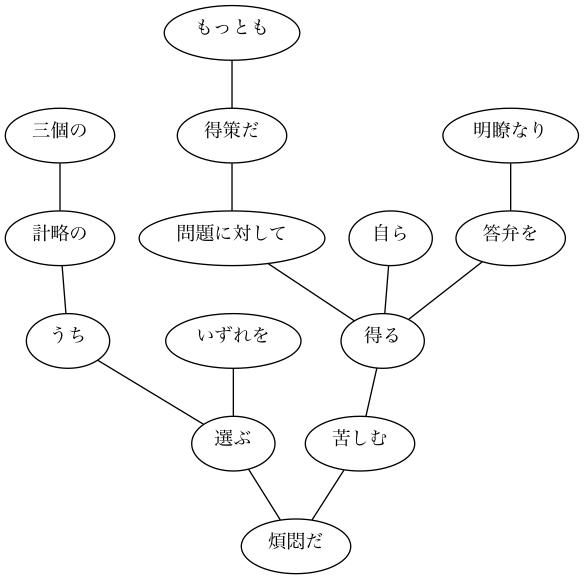 もっとも
三個の
得策だ
明瞭なり
計略の
問題に対して
自ら
答弁を
うち
いずれを
得る
選ぶ
苦しむ
煩悶だ